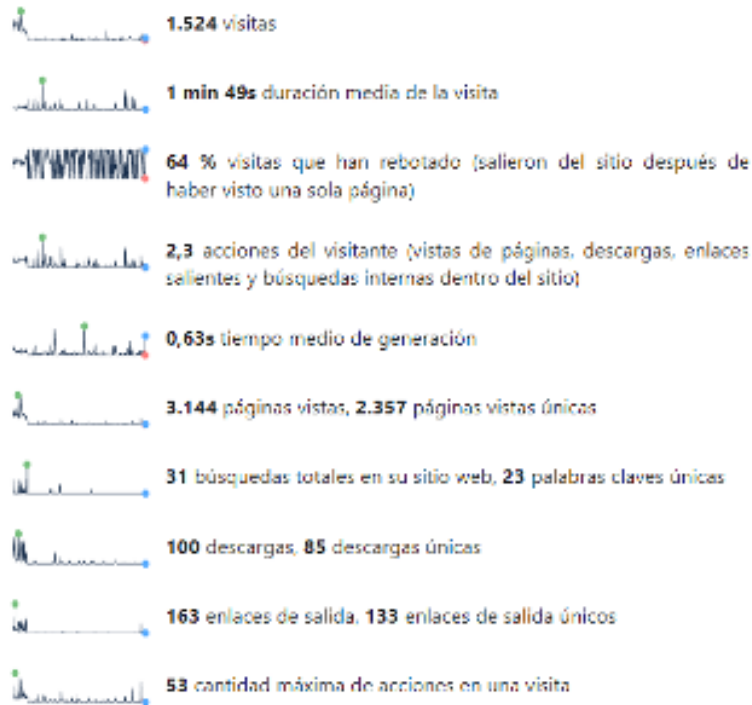 1.524 visitas
1 min 49s duración media de la visita
64 % visitas que han rebotado (salieron del sitio después de
haber visto una sola página)
2,3 acciones del visitante (vistas de páginas, descargas, enlaces
salientes y búsquedas internas dentro del sitio)
0,63s tiempo medio de generación
3.144 páginas vistas, 2.357 páginas vistas únicas
31 búsquedas totales en su sitio web, 23 palabras claves únicas
100 descargas, 85 descargas únicas
163 enlaces de salida, 133 enlaces de salida únicos
53 cantidad máxima de acciones en una visita